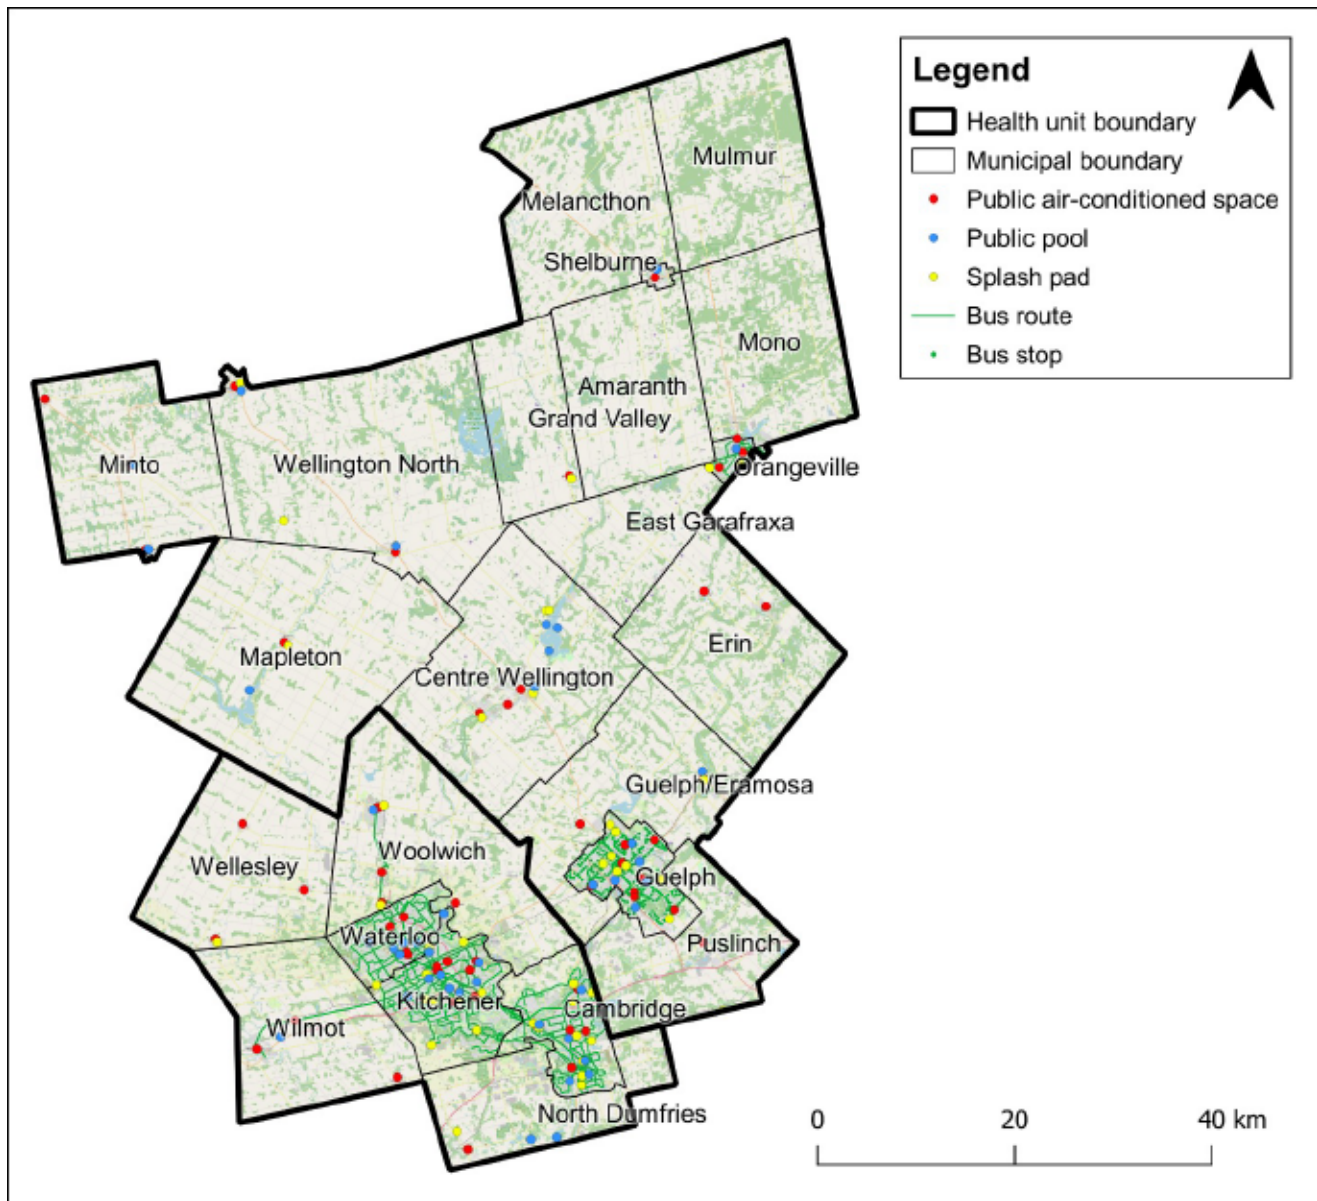 Legend
Health unit boundary
Municipal boundary
Public air-conditioned space
Public pool
Splash pad
Bus route
Bus stop
Mulmur
Melancthon
Shelburne
Mono
Amaranth
Grand Valley
Minto
Wellington North
Orangeville
East Garafraxa
Erin
Mapleton
Centre Wellington
Guelph/Eramosa
Woolwich
Wellesley
Guelph
Waterloo
Puslinch
Kitchener
Cambridge
Wilmot
North Dumfries
0 20 40 km